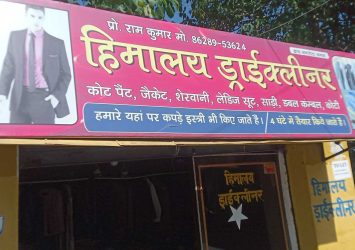 प्रो. राम कुमार मो. 86289-53624
हिमालय ड्राईक्लीनर
कोट पैंट, जैकेट, शेरवानी, लेडिज सूट, साड़ी, डबल कम्बल, कोटी
हमारे यहां पर कपड़े इस्त्री भी किए जाते है। 4 घंटे में तैयार किये जाते है।
हिमालय
ड्राईक्लीनर
हिमालय
ड्राईक्लीनर